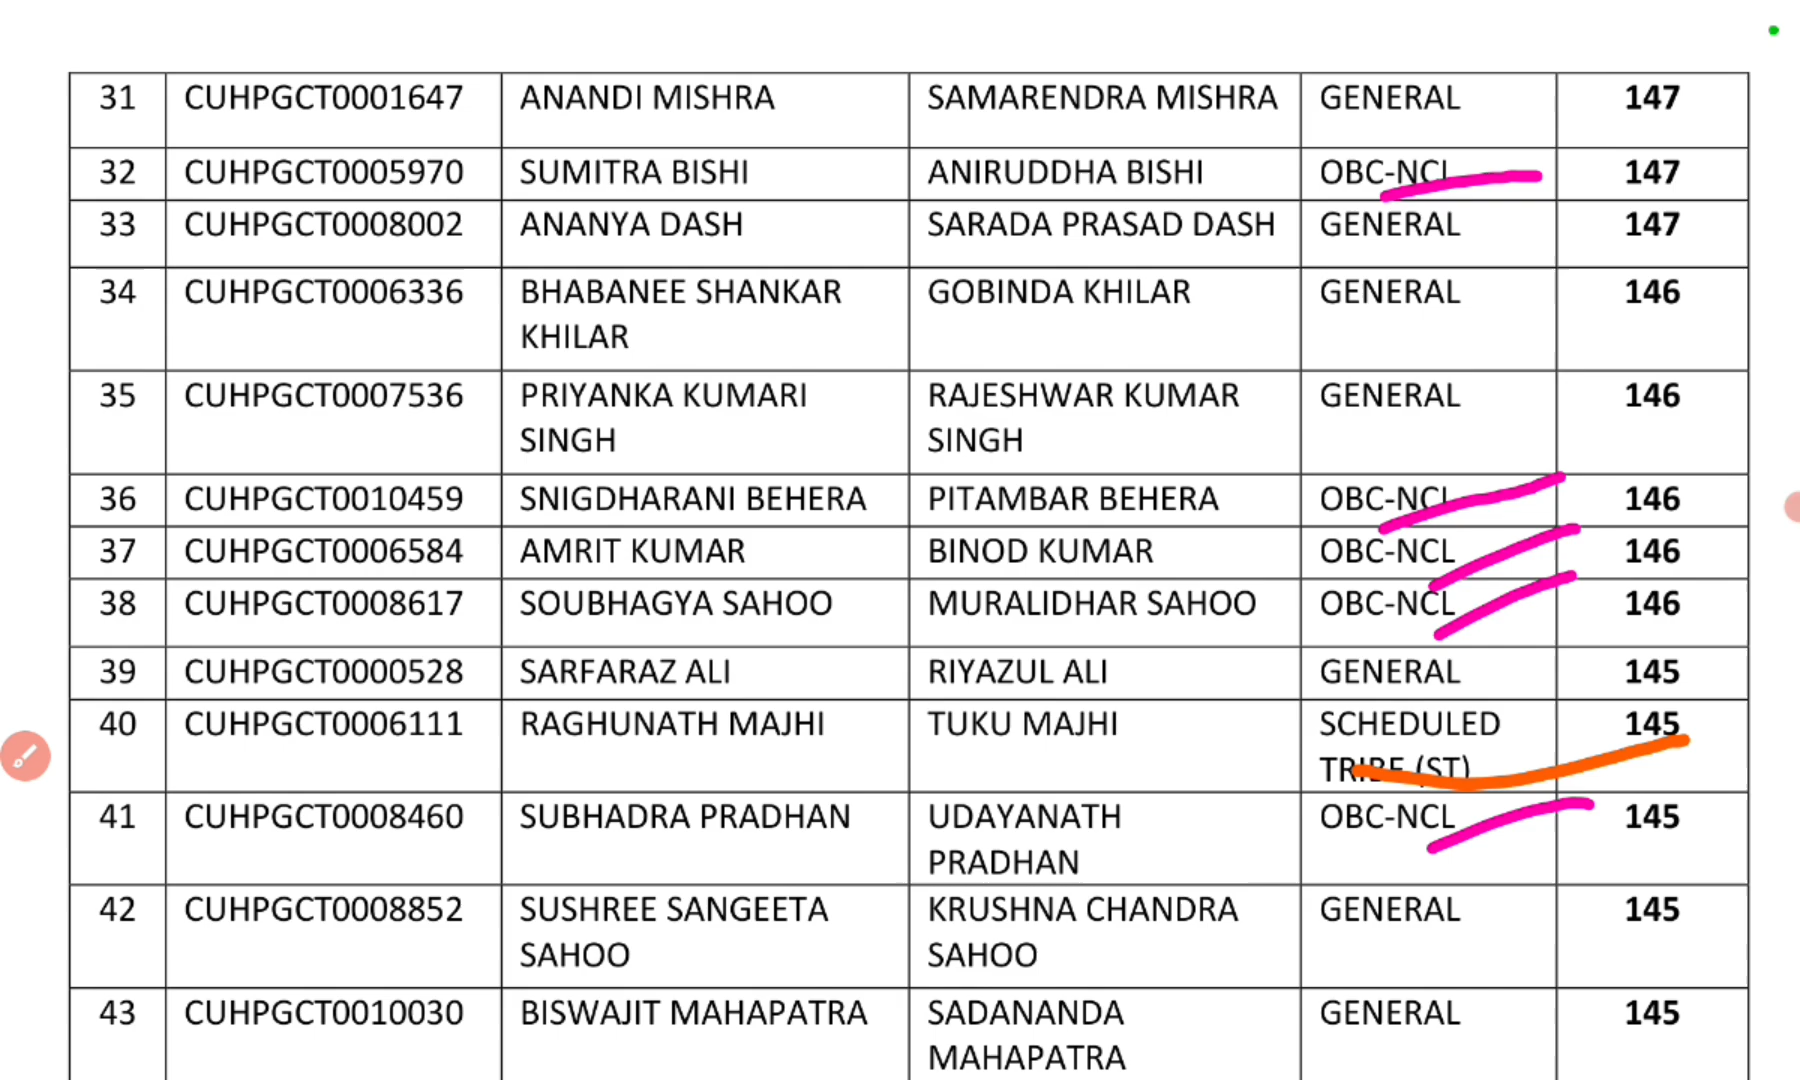 31 CUHPGCT0001647 ANANDI MISHRA SAMARENDRA MISHRA GENERAL 147
32 CUHPGCT0005970 SUMITRA BISHI ANIRUDDHA BISHI OBC-NCL 147
33 CUHPGCT0008002 ANANYA DASH SARADA PRASAD DASH GENERAL 147
34 CUHPGCT0006336 BHABANEE SHANKAR GOBINDA KHILAR GENERAL 146
KHILAR
35 CUHPGCT0007536 PRIYANKA KUMARI RAJESHWAR KUMAR GENERAL 146
SINGH SINGH
36 CUHPGCT0010459 SNIGDHARANI BEHERA PITAMBAR BEHERA OBC-NCL 146
37 CUHPGCT0006584 AMRIT KUMAR BINOD KUMAR OBC-NCL 146
38 CUHPGCT0008617 SOUBHAGYA SAHOO MURALIDHAR SAHOO OBC-NCL 146
39 CUHPGCT0000528 SARFARAZ ALI RIYAZUL ALI GENERAL 145
40 CUHPGCT0006111 RAGHUNATH MAJHI TUKU MAJHI SCHEDULED 145
TRIBE (ST)
41 CUHPGCT0008460 SUBHADRA PRADHAN UDAYANATH OBC-NCL 145
PRADHAN
42 CUHPGCT0008852 SUSHREE SANGEETA KRUSHNA CHANDRA GENERAL 145
SAHOO SAHOO
43 CUHPGCT0010030 BISWAJIT MAHAPATRA SADANANDA GENERAL 145
MAHAPATRA